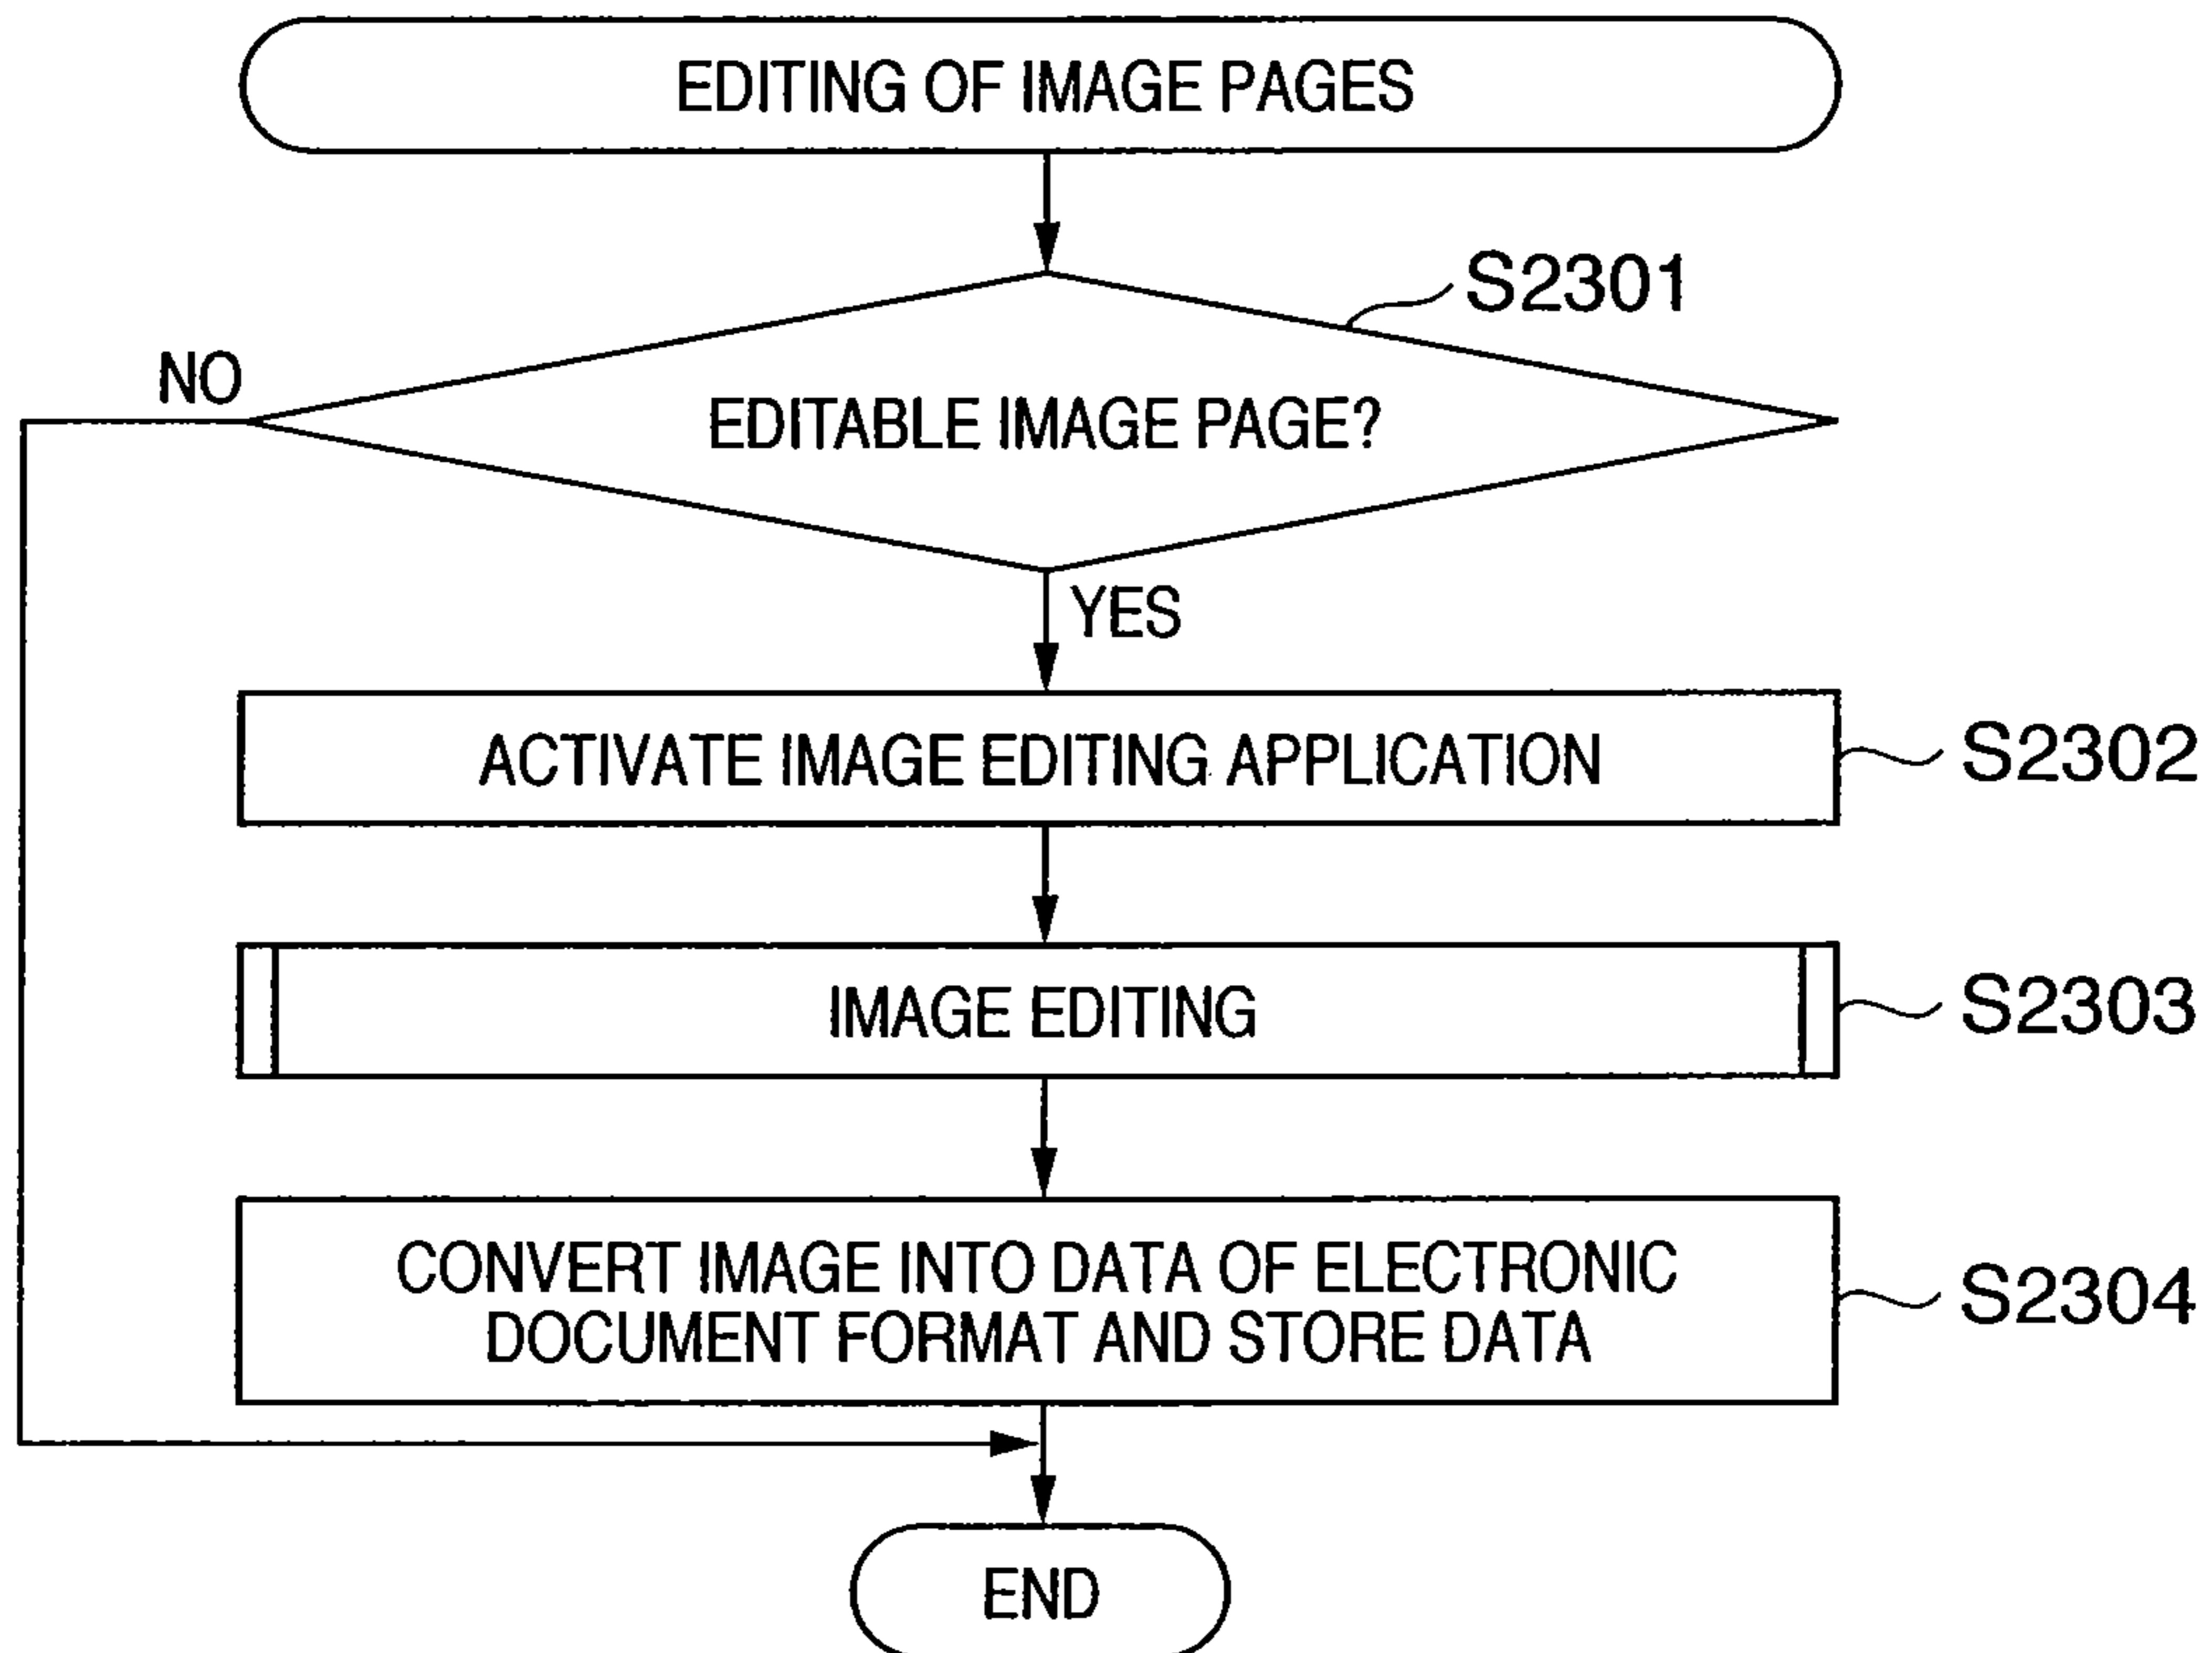 EDITING OF IMAGE PAGES
S2301
NO
EDITABLE IMAGE PAGE?
YES
ACTIVATE IMAGE EDITING APPLICATION
S2302
IMAGE EDITING
S2303
CONVERT IMAGE INTO DATA OF ELECTRONIC
DOCUMENT FORMAT AND STORE DATA
S2304
END